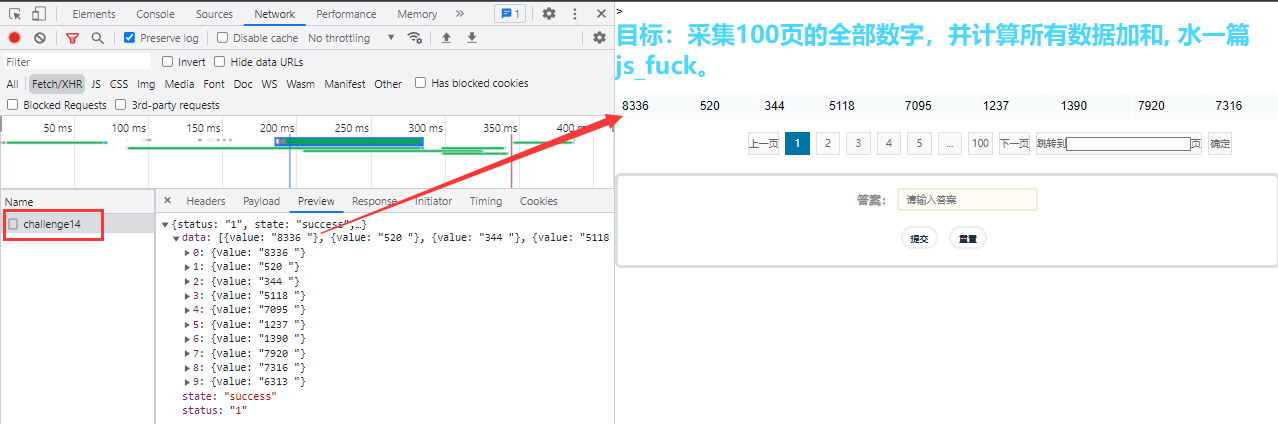 Elements Console Sources Network Performance Memory » 1
Preserve log Disable cache No throttling
Filter Invert Hide data URLs
All Fetch/XHR JS CSS Img Media Font Doc WS Wasm Manifest Other Has blocked cookies
Blocked Requests 3rd-party requests
50 ms 100 ms 150 ms 200 ms 250 ms 300 ms 350 ms 400 ms
Name
challenge14
× Headers Payload Preview Response Initiator Timing Cookies
▼{status: "1", state: "success",…}
▼data: [{value: "8336 "}, {value: "520 "}, {value: "344 "}, {value: "5118
▶0: {value: "8336 "}
▶1: {value: "520 "}
▶2: {value: "344 "}
▶3: {value: "5118 "}
▶4: {value: "7095 "}
▶5: {value: "1237 "}
▶6: {value: "1390 "}
▶7: {value: "7920 "}
▶8: {value: "7316 "}
▶9: {value: "6313 "}
state: "success"
status: "1"
>
目标：采集100页的全部数字，并计算所有数据加和, 水一篇
js_fuck。
8336 520 344 5118 7095 1237 1390 7920 7316
上一页 1 2 3 4 5 ... 100 下一页 跳转到 页 确定
答案： 请输入答案
提交 重置